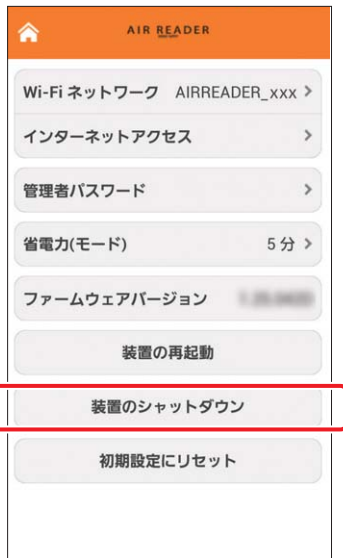 AIR READER
Wi-Fi ネットワーク AIRREADER_xxx >
インターネットアクセス >
管理者パスワード >
省電力(モード) 5 分 >
ファームウェアバージョン
装置の再起動
装置のシャットダウン
初期設定にリセット